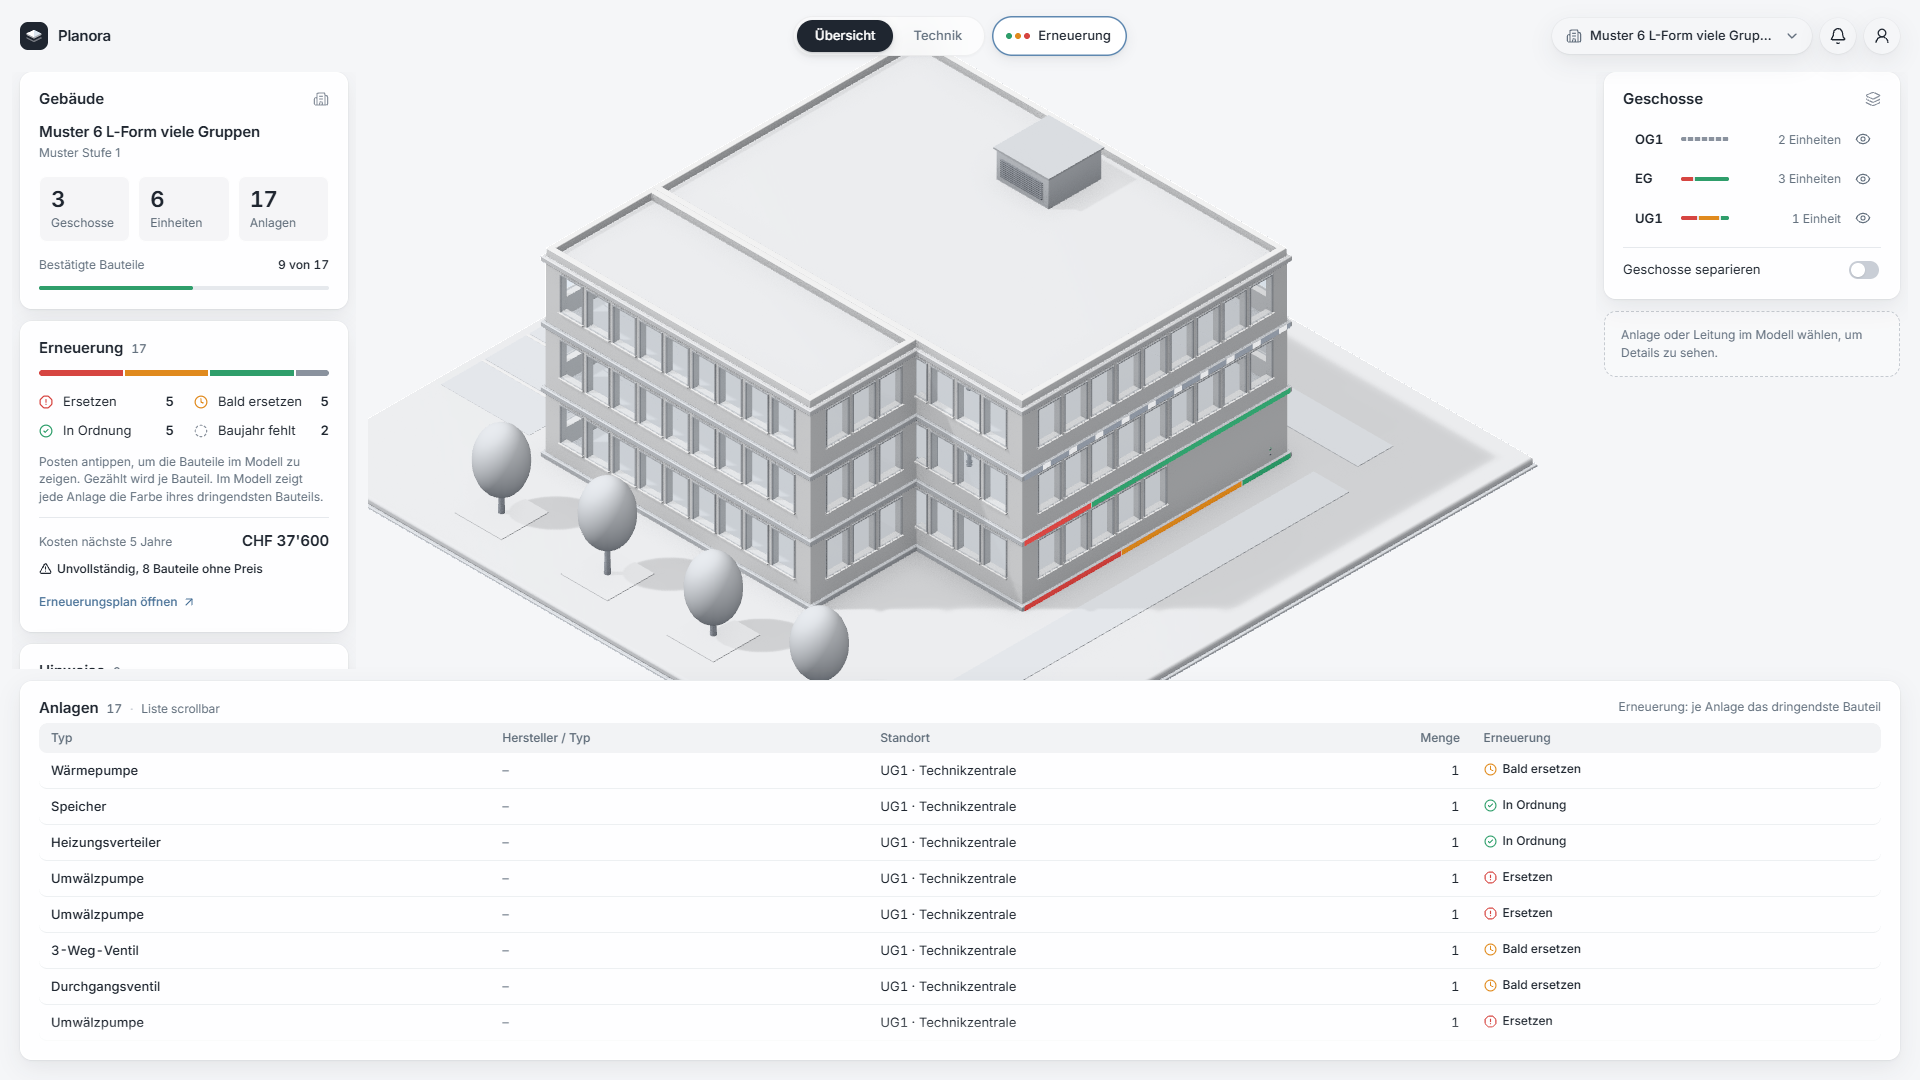 Planora
Übersicht
Technik
Erneuerung
Muster 6 L-Form viele Grup...
Gebäude
Muster 6 L-Form viele Gruppen
Muster Stufe 1
3 6 17
Geschosse Einheiten Anlagen
Bestätigte Bauteile 9 von 17
Erneuerung 17
Ersetzen 5 Bald ersetzen 5
In Ordnung 5 Baujahr fehlt 2
Posten antippen, um die Bauteile im Modell zu
zeigen. Gezählt wird je Bauteil. Im Modell zeigt
jede Anlage die Farbe ihres dringendsten Bauteils.
Kosten nächste 5 Jahre CHF 37'600
Unvollständig, 8 Bauteile ohne Preis
Erneuerungsplan öffnen
Geschosse
OG1 2 Einheiten
EG 3 Einheiten
UG1 1 Einheit
Geschosse separieren
Anlage oder Leitung im Modell wählen, um
Details zu sehen.
Anlagen 17 · Liste scrollbar
Erneuerung: je Anlage das dringendste Bauteil
Typ Hersteller / Typ Standort Menge Erneuerung
Wärmepumpe – UG1 · Technikzentrale 1 Bald ersetzen
Speicher – UG1 · Technikzentrale 1 In Ordnung
Heizungsverteiler – UG1 · Technikzentrale 1 In Ordnung
Umwälzpumpe – UG1 · Technikzentrale 1 Ersetzen
Umwälzpumpe – UG1 · Technikzentrale 1 Ersetzen
3-Weg-Ventil – UG1 · Technikzentrale 1 Bald ersetzen
Durchgangsventil – UG1 · Technikzentrale 1 Bald ersetzen
Umwälzpumpe – UG1 · Technikzentrale 1 Ersetzen